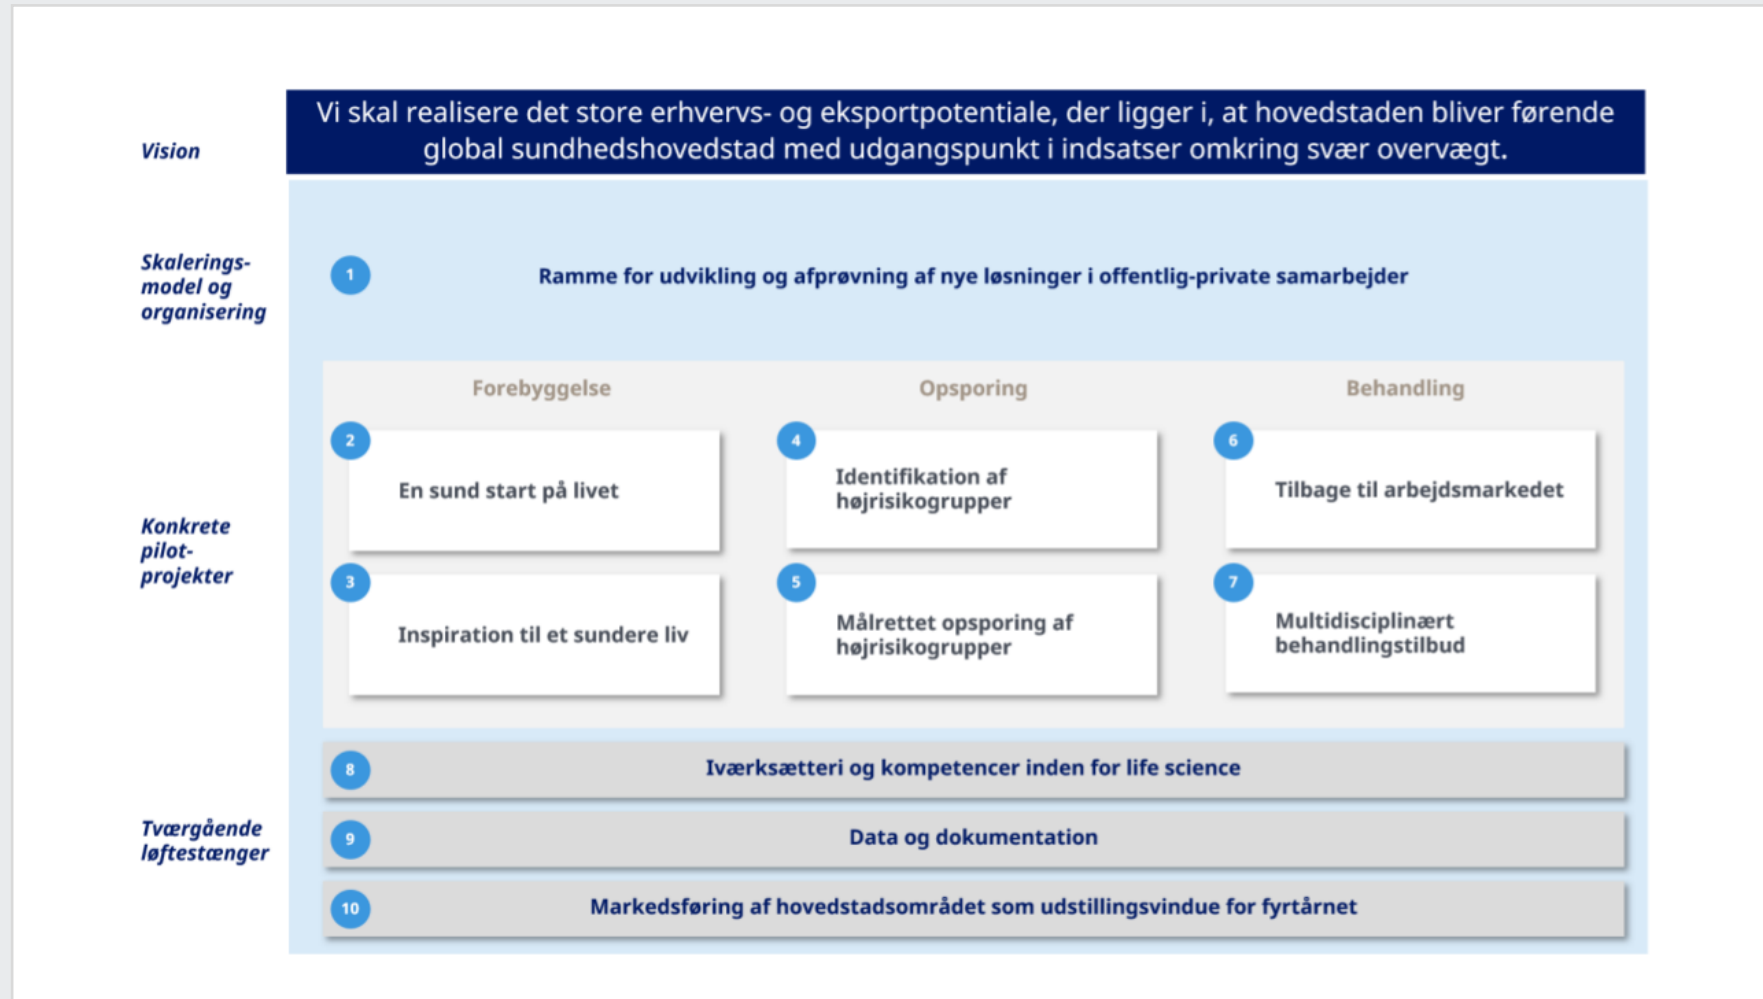 Vi skal realisere det store erhvervs- og eksportpotentiale, der ligger i, at hovedstaden bliver førende
global sundhedshovedstad med udgangspunkt i indsatser omkring svær overvægt.
Vision
Skalerings-
model og
organisering
1
Ramme for udvikling og afprøvning af nye løsninger i offentlig-private samarbejder
Konkrete
pilot-
projekter
Forebyggelse
2
En sund start på livet
3
Inspiration til et sundere liv
Opsporing
4
Identifikation af
højrisikogrupper
5
Målrettet opsporing af
højrisikogrupper
Behandling
6
Tilbage til arbejdsmarkedet
7
Multidisciplinært
behandlingstilbud
Tværgående
løftestænger
8
Iværksætteri og kompetencer inden for life science
9
Data og dokumentation
10
Markedsføring af hovedstadsområdet som udstillingsvindue for fyrtårnet